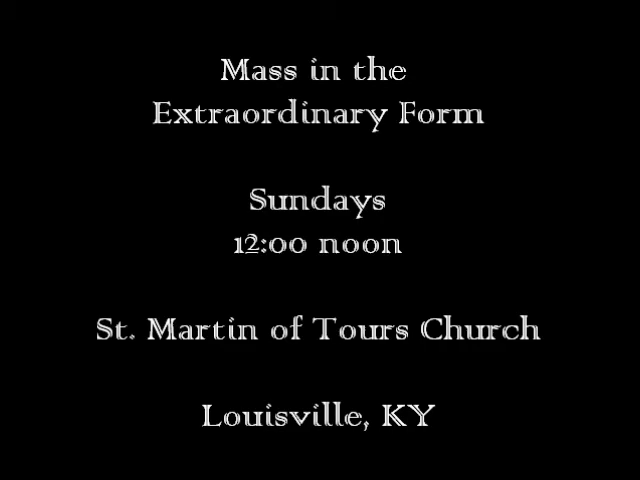 Mass in the
Extraordinary Form
Sundays
12:00 noon
St. Martin of Tours Church
Louisville, KY